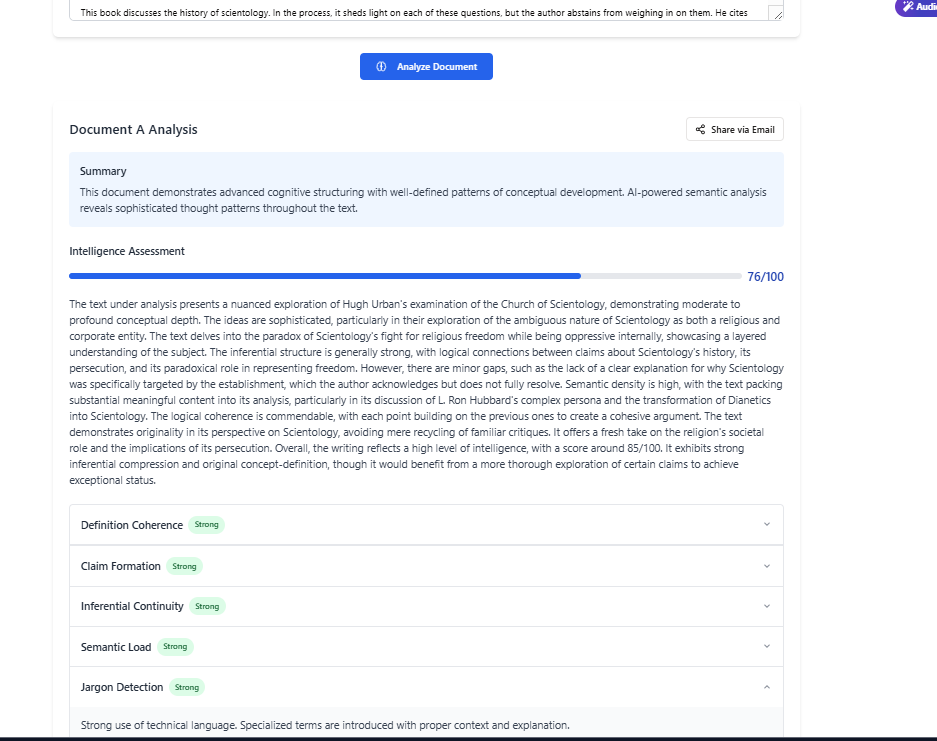 This book discusses the history of scientology. In the process, it sheds light on each of these questions, but the author abstains from weighing in on them. He cites
Audi
Analyze Document
Document A Analysis
Share via Email
Summary
This document demonstrates advanced cognitive structuring with well-defined patterns of conceptual development. AI-powered semantic analysis
reveals sophisticated thought patterns throughout the text.
Intelligence Assessment
76/100
The text under analysis presents a nuanced exploration of Hugh Urban's examination of the Church of Scientology, demonstrating moderate to
profound conceptual depth. The ideas are sophisticated, particularly in their exploration of the ambiguous nature of Scientology as both a religious and
corporate entity. The text delves into the paradox of Scientology's fight for religious freedom while being oppressive internally, showcasing a layered
understanding of the subject. The inferential structure is generally strong, with logical connections between claims about Scientology's history, its
persecution, and its paradoxical role in representing freedom. However, there are minor gaps, such as the lack of a clear explanation for why Scientology
was specifically targeted by the establishment, which the author acknowledges but does not fully resolve. Semantic density is high, with the text packing
substantial meaningful content into its analysis, particularly in its discussion of L. Ron Hubbard's complex persona and the transformation of Dianetics
into Scientology. The logical coherence is commendable, with each point building on the previous ones to create a cohesive argument. The text
demonstrates originality in its perspective on Scientology, avoiding mere recycling of familiar critiques. It offers a fresh take on the religion's societal
role and the implications of its persecution. Overall, the writing reflects a high level of intelligence, with a score around 85/100. It exhibits strong
inferential compression and original concept-definition, though it would benefit from a more thorough exploration of certain claims to achieve
exceptional status.
Definition Coherence Strong
Claim Formation Strong
Inferential Continuity Strong
Semantic Load Strong
Jargon Detection Strong
Strong use of technical language. Specialized terms are introduced with proper context and explanation.